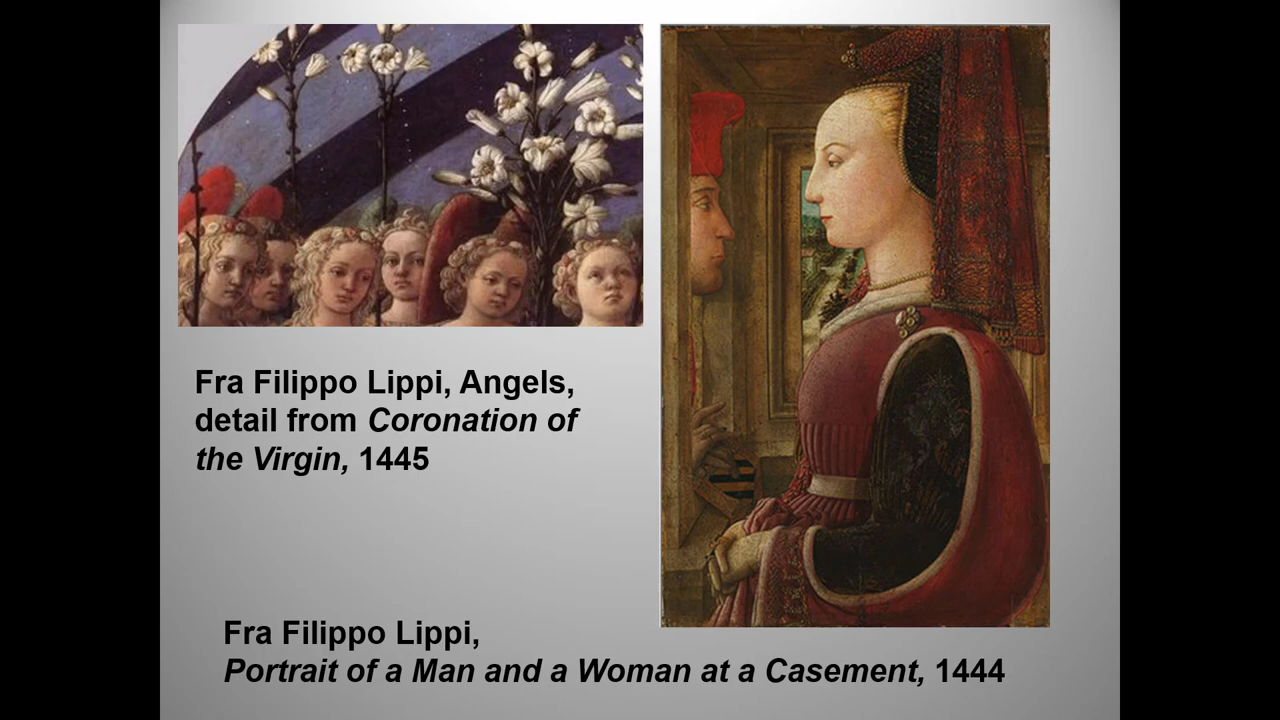 Fra Filippo Lippi, Angels,
detail from Coronation of
the Virgin, 1445
Fra Filippo Lippi,
Portrait of a Man and a Woman at a Casement, 1444